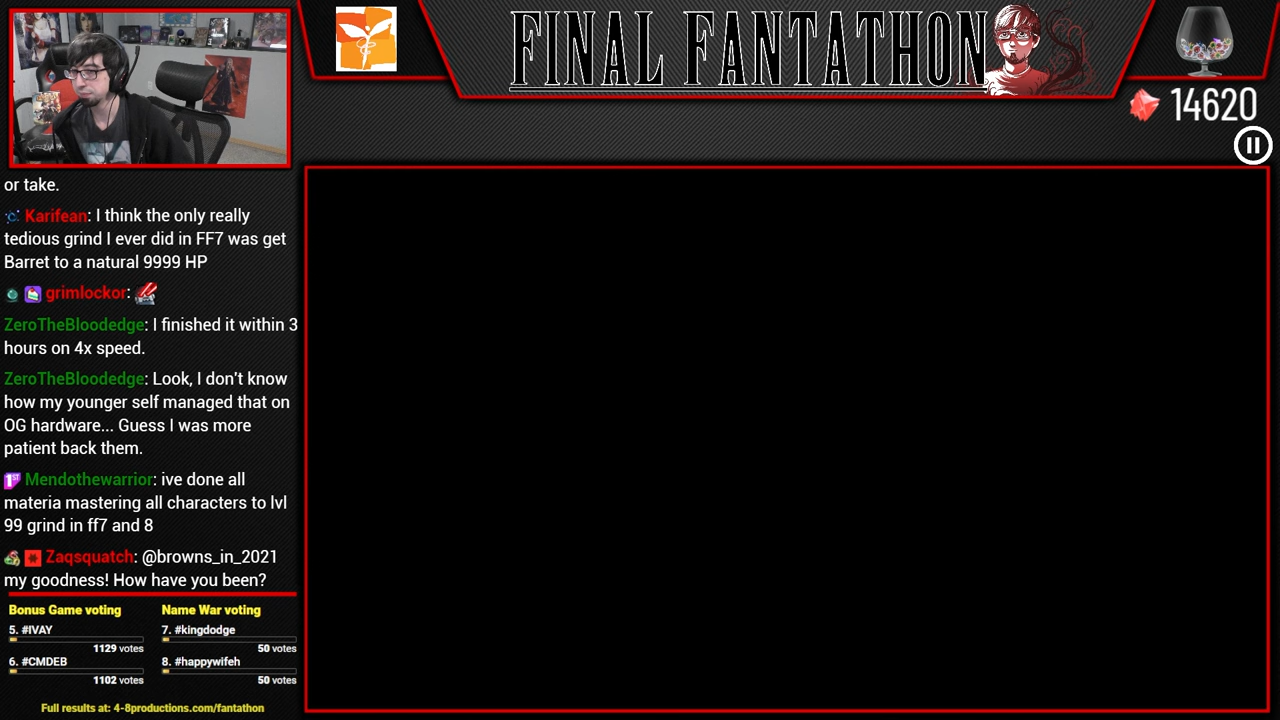 FINAL FANTATHON
14620
or take.
Karifean: I think the only really
tedious grind I ever did in FF7 was get
Barret to a natural 9999 HP
grimlockor:
ZeroTheBloodedge: I finished it within 3
hours on 4x speed.
ZeroTheBloodedge: Look, I don't know
how my younger self managed that on
OG hardware... Guess I was more
patient back them.
1ST Mendothewarrior: ive done all
materia mastering all characters to lvl
99 grind in ff7 and 8
Zaqsquatch: @browns_in_2021
my goodness! How have you been?
Bonus Game voting
5. #IVAY
1129 votes
6. #CMDEB
1102 votes
Name War voting
7. #kingdodge
50 votes
8. #happywifeh
50 votes
Full results at: 4-8productions.com/fantathon